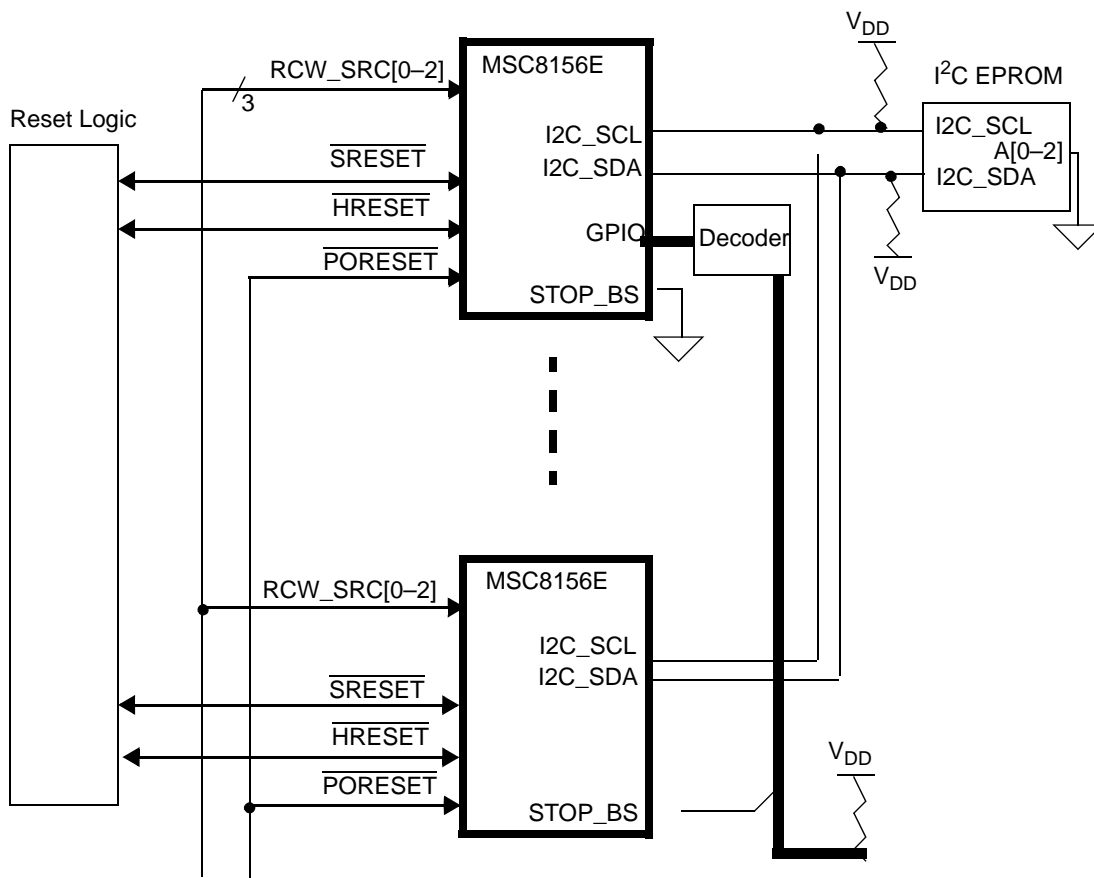 V_DD
RCW_SRC[0–2]
MSC8156E
I²C EPROM
3
Reset Logic
I2C_SCL
I2C_SCL
A[0–2]
SRESET
I2C_SDA
I2C_SDA
HRESET
GPIO
Decoder
PORESET
V_DD
STOP_BS
RCW_SRC[0–2]
MSC8156E
I2C_SCL
I2C_SDA
SRESET
HRESET
V_DD
PORESET
STOP_BS